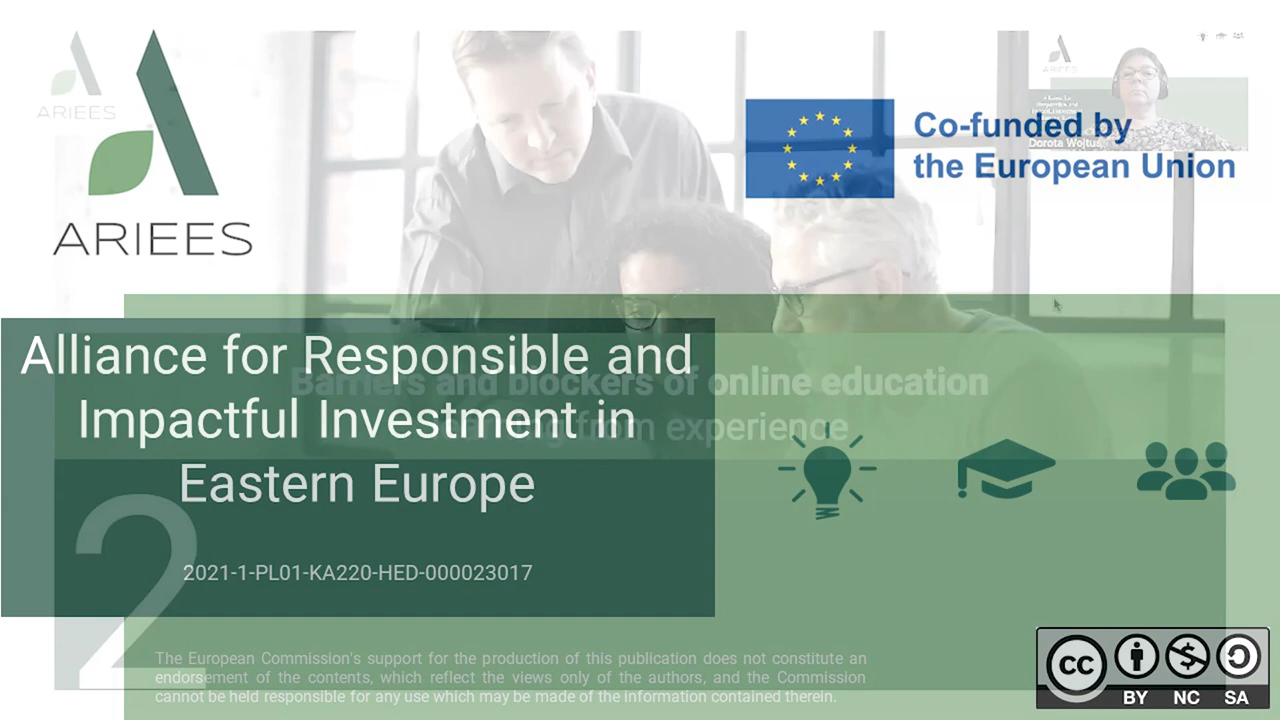 ARIEES
ARIEES
Co-funded by
the European Union
Dorota Wojtus
Alliance for Responsible and
Impactful Investment in
Eastern Europe
Barriers and blockers of online education
from experience
2021-1-PL01-KA220-HED-000023017
2
The European Commission's support for the production of this publication does not constitute an
endorsement of the contents, which reflect the views only of the authors, and the Commission
cannot be held responsible for any use which may be made of the information contained therein.
CC
BY NC SA